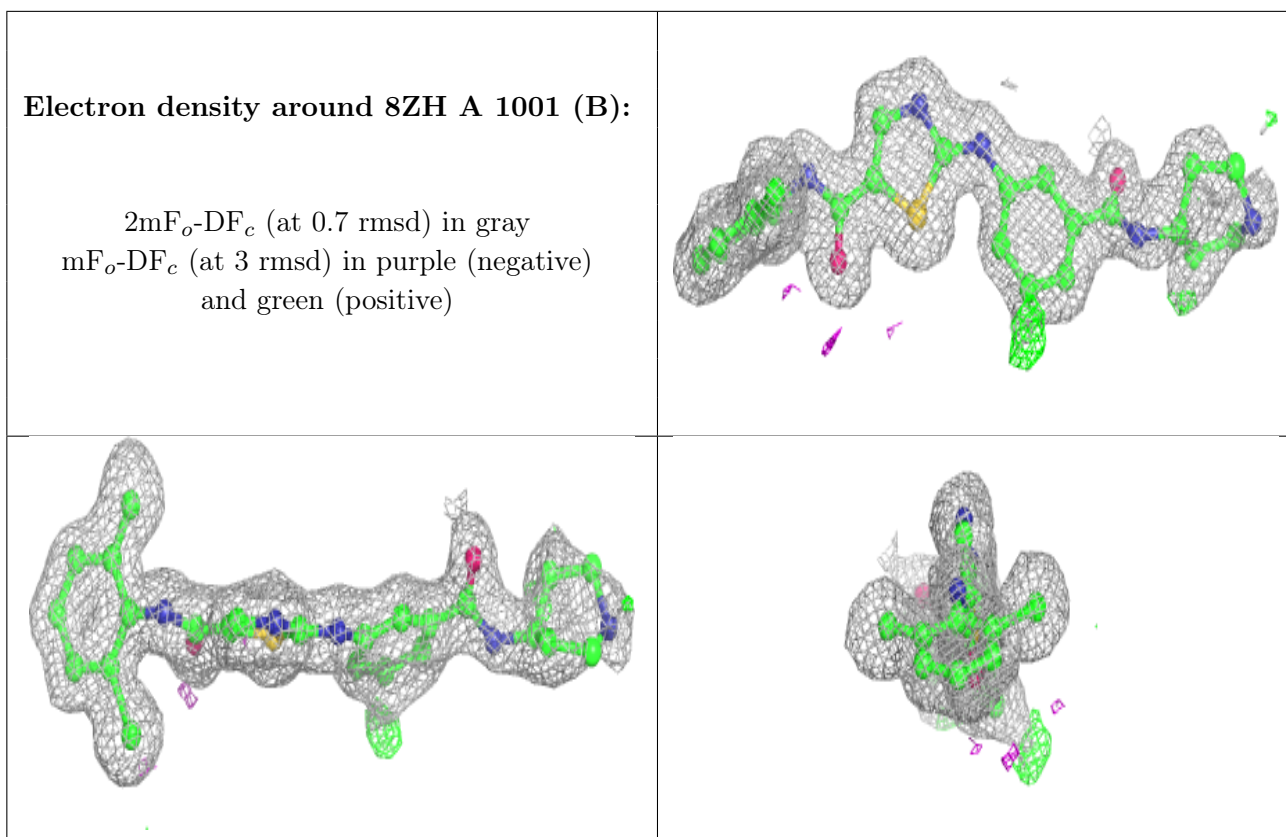 Electron density around 8ZH A 1001 (B):
2mFo-DFc (at 0.7 rmsd) in gray
mFo-DFc (at 3 rmsd) in purple (negative)
and green (positive)